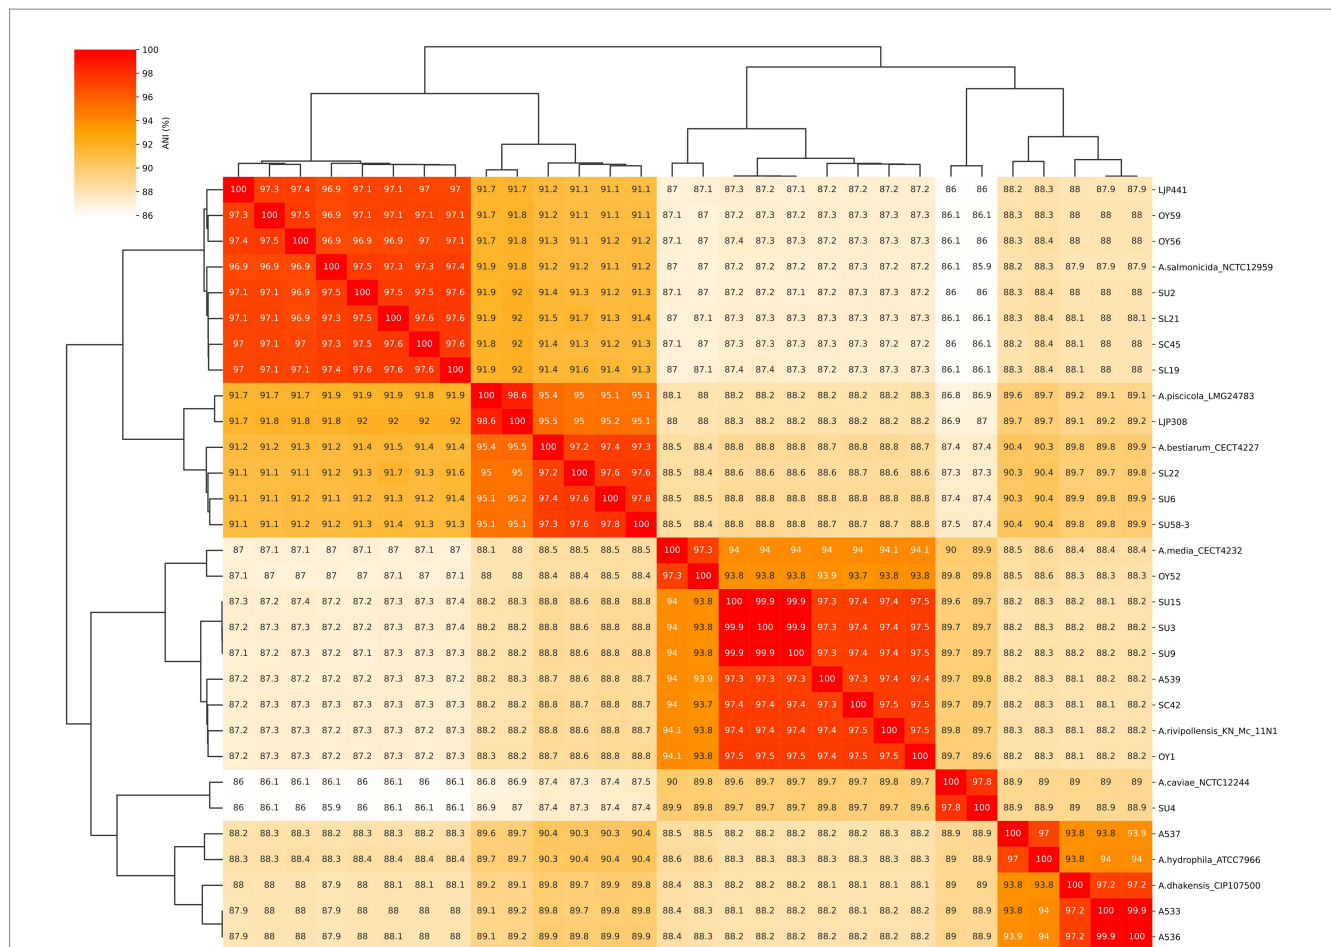 100
98
96
94
92
90
88
86
ANI (%)
100 97.3 97.4 96.9 97.1 97.1 97 97 91.7 91.7 91.2 91.1 91.1 91.1 87 87.1 87.3 87.2 87.1 87.2 87.2 87.2 87.2 86 86 88.2 88.3 88 87.9 87.9 LJP441
97.3 100 97.5 96.9 97.1 97.1 97.1 97.1 91.7 91.8 91.2 91.1 91.1 91.1 87.1 87 87.2 87.3 87.2 87.3 87.3 87.3 87.3 86.1 86.1 88.3 88.3 88 88 88 OY59
97.4 97.5 100 96.9 96.9 96.9 97 97.1 91.7 91.8 91.3 91.1 91.2 91.2 87.1 87 87.4 87.3 87.3 87.2 87.3 87.3 87.3 86.1 86 88.3 88.4 88 88 88 OY56
96.9 96.9 96.9 100 97.5 97.3 97.3 97.4 91.9 91.8 91.2 91.2 91.1 91.2 87 87 87.2 87.2 87.2 87.2 87.3 87.2 87.2 86.1 85.9 88.2 88.3 87.9 87.9 87.9 A.salmonicida_NCTC12959
97.1 97.1 96.9 97.5 100 97.5 97.5 97.6 91.9 92 91.4 91.3 91.2 91.3 87.1 87 87.2 87.2 87.1 87.2 87.3 87.3 87.2 86 86 88.3 88.4 88 88 88 SU2
97.1 97.1 96.9 97.3 97.5 100 97.6 97.6 91.9 92 91.5 91.7 91.3 91.4 87 87.1 87.3 87.3 87.3 87.3 87.3 87.3 87.3 86.1 86.1 88.3 88.4 88.1 88 88.1 SL21
97 97.1 97 97.3 97.5 97.6 100 97.6 91.8 92 91.4 91.3 91.2 91.3 87.1 87 87.3 87.3 87.3 87.2 87.3 87.2 87.2 86 86.1 88.2 88.4 88.1 88 88 SC45
97 97.1 97.1 97.4 97.6 97.6 97.6 100 91.9 92 91.4 91.6 91.4 91.3 87 87.1 87.4 87.4 87.3 87.2 87.3 87.2 87.3 86.1 86.1 88.3 88.4 88.1 88 88 SL19
91.7 91.7 91.7 91.9 91.9 91.9 91.8 91.9 100 98.6 95.4 95 95.1 95.1 88.1 88 88.2 88.2 88.2 88.2 88.2 88.2 88.2 86.8 86.9 89.6 89.7 89.2 89.1 89.1 A.piscicola_LMG24783
91.7 91.8 91.8 91.8 92 92 92 92 98.6 100 95.5 95 95.2 95.1 88 88 88.3 88.2 88.2 88.3 88.2 88.2 88.2 86.9 87 89.7 89.7 89.1 89.2 89.2 LJP308
91.2 91.2 91.3 91.2 91.4 91.5 91.4 91.4 95.4 95.5 100 97.2 97.4 97.3 88.5 88.4 88.8 88.8 88.8 88.7 88.8 88.8 88.8 87.4 87.4 90.4 90.3 89.8 89.8 89.9 A.bestiarum_CECT4227
91.1 91.1 91.1 91.2 91.3 91.7 91.3 91.6 95 95 97.2 100 97.6 97.6 88.5 88.4 88.6 88.6 88.6 88.6 88.7 88.6 88.6 87.3 87.3 90.3 90.4 89.7 89.7 89.8 SL22
91.1 91.1 91.2 91.1 91.2 91.3 91.2 91.4 95.1 95.2 97.4 97.6 100 97.8 88.5 88.5 88.8 88.8 88.8 88.8 88.8 88.8 88.8 87.4 87.4 90.3 90.4 89.9 89.8 89.9 SU6
91.1 91.1 91.2 91.2 91.3 91.4 91.3 91.3 95.1 95.1 97.3 97.6 97.8 100 88.5 88.4 88.8 88.8 88.8 88.7 88.7 88.7 88.8 87.5 87.4 90.4 90.4 89.8 89.8 89.9 SU58-3
87 87.1 87.1 87 87.1 87 87.1 87 88.1 88 88.5 88.5 88.5 88.5 100 97.3 94 94 94 94 94 94.1 94.1 90 89.9 88.5 88.6 88.4 88.4 88.4 A.media_CECT4232
87.1 87 87 87 87 87.1 87 87.1 88 88 88.4 88.4 88.5 88.4 97.3 100 93.8 93.8 93.8 93.9 93.7 93.8 93.8 89.8 89.8 88.5 88.6 88.3 88.3 88.3 OY52
87.3 87.2 87.4 87.2 87.2 87.3 87.3 87.4 88.2 88.3 88.8 88.6 88.8 88.8 94 93.8 100 99.9 99.9 97.3 97.4 97.4 97.5 89.6 89.7 88.2 88.3 88.2 88.1 88.2 SU15
87.2 87.3 87.3 87.2 87.2 87.3 87.3 87.4 88.2 88.2 88.8 88.6 88.8 88.8 94 93.8 99.9 100 99.9 97.3 97.4 97.4 97.5 89.7 89.7 88.2 88.3 88.2 88.2 88.2 SU3
87.1 87.2 87.3 87.2 87.1 87.3 87.3 87.3 88.2 88.2 88.8 88.6 88.8 88.8 94 93.8 99.9 99.9 100 97.3 97.4 97.4 97.5 89.7 89.7 88.2 88.3 88.2 88.2 88.2 SU9
87.2 87.3 87.2 87.2 87.2 87.3 87.2 87.2 88.2 88.3 88.7 88.6 88.8 88.7 94 93.9 97.3 97.3 97.3 100 97.3 97.4 97.4 89.7 89.8 88.2 88.3 88.1 88.2 88.2 A539
87.2 87.3 87.3 87.3 87.3 87.3 87.3 87.3 88.2 88.2 88.8 88.7 88.8 88.7 94 93.7 97.4 97.4 97.4 97.3 100 97.5 97.5 89.7 89.7 88.2 88.3 88.1 88.1 88.2 SC42
87.2 87.3 87.3 87.2 87.3 87.3 87.2 87.2 88.2 88.2 88.8 88.6 88.8 88.7 94.1 93.8 97.4 97.4 97.4 97.4 97.5 100 97.5 89.8 89.7 88.3 88.3 88.1 88.2 88.2 A.rivipollensis_KN_Mc_11N1
87.2 87.3 87.3 87.2 87.2 87.3 87.2 87.3 88.2 88.2 88.8 88.6 88.8 88.8 94.1 93.8 97.5 97.5 97.5 97.4 97.5 97.5 100 89.7 89.6 88.2 88.3 88.1 88.2 88.2 OY1
86 86.1 86.1 86.1 86 86.1 86 86.1 86.8 86.9 87.4 87.3 87.4 87.5 90 89.8 89.6 89.7 89.7 89.7 89.7 89.8 89.7 100 97.8 88.9 89 89 89 89 A.caviae_NCTC12244
86 86.1 86 85.9 86 86.1 86.1 86.1 86.9 87 87.4 87.3 87.4 87.4 89.9 89.8 89.7 89.7 89.7 89.8 89.7 89.7 89.6 97.8 100 88.9 88.9 89 88.9 88.9 SU4
88.2 88.3 88.3 88.2 88.3 88.3 88.2 88.3 89.6 89.7 90.4 90.3 90.3 90.4 88.5 88.5 88.2 88.2 88.2 88.2 88.2 88.3 88.2 88.9 88.9 100 97 93.8 93.8 93.9 A537
88.3 88.3 88.4 88.3 88.4 88.4 88.4 88.4 89.7 89.7 90.3 90.4 90.4 90.4 88.6 88.6 88.3 88.3 88.3 88.3 88.3 88.3 88.3 89 88.9 97 100 93.8 94 94 A.hydrophila_ATCC7966
88 88 88 87.9 88 88.1 88.1 88.1 89.2 89.1 89.8 89.7 89.9 89.8 88.4 88.3 88.2 88.2 88.2 88.1 88.1 88.1 88.1 89 89 93.8 93.8 100 97.2 97.2 A.dhakensis_CIP107500
87.9 88 88 87.9 88 88 88 88 89.1 89.2 89.8 89.7 89.8 89.8 88.4 88.3 88.1 88.2 88.2 88.2 88.1 88.2 88.2 89 88.9 93.8 94 97.2 100 99.9 A533
87.9 88 88 87.9 88 88.1 88 88 89.1 89.2 89.9 89.8 89.9 89.9 88.4 88.3 88.2 88.2 88.2 88.2 88.2 88.2 88.2 89 88.9 93.9 94 97.2 99.9 100 A536